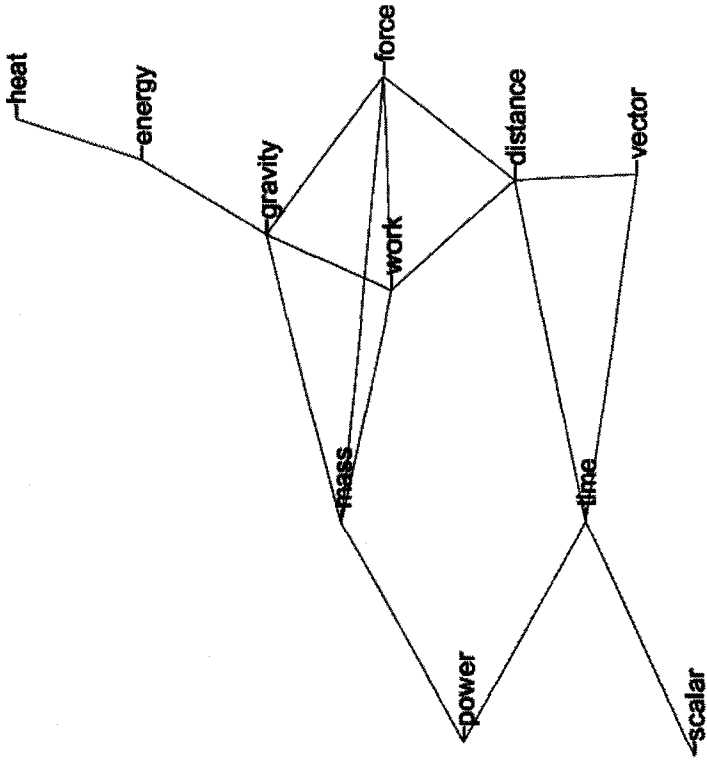 heat
energy
gravity
force
work
distance
vector
mass
time
power
scalar